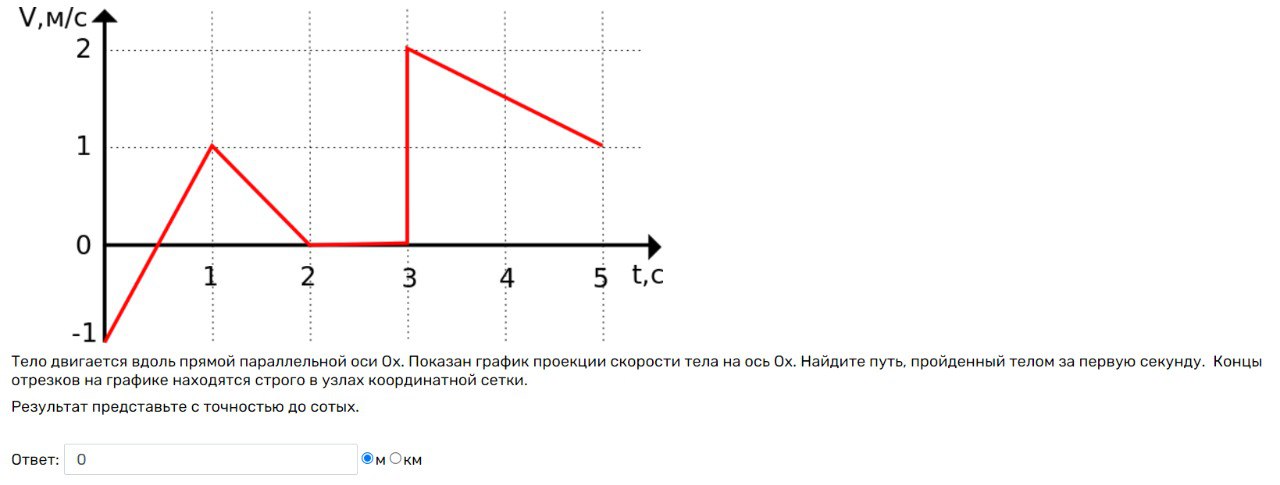 V,м/с
2
1
0
-1
1 2 3 4 5 t,с
Тело двигается вдоль прямой параллельной оси Ох. Показан график проекции скорости тела на ось Ох. Найдите путь, пройденный телом за первую секунду. Концы
отрезков на графике находятся строго в узлах координатной сетки.
Результат представьте с точностью до сотых.
Ответ: 0 м км